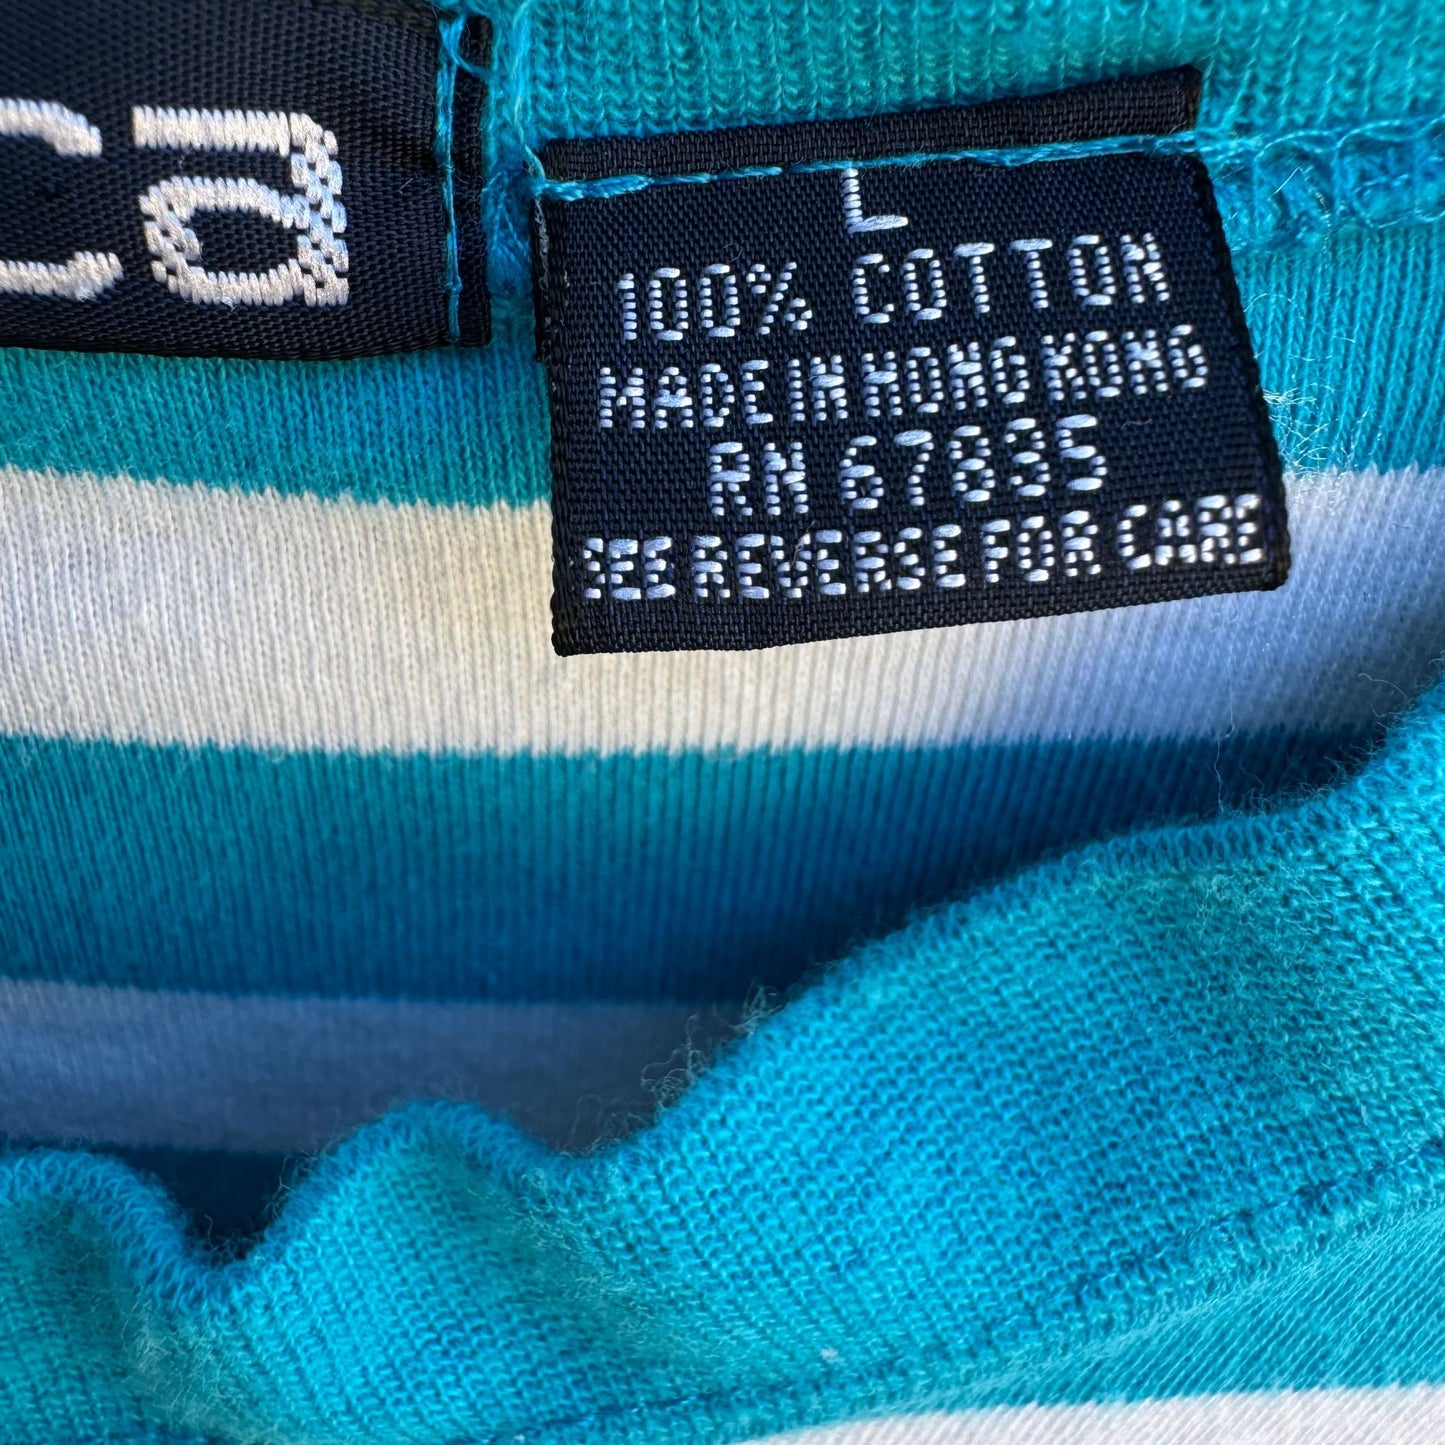 ca
L
100% COTTON
MADE IN HONG KONG
RN 67835
SEE REVERSE FOR CARE